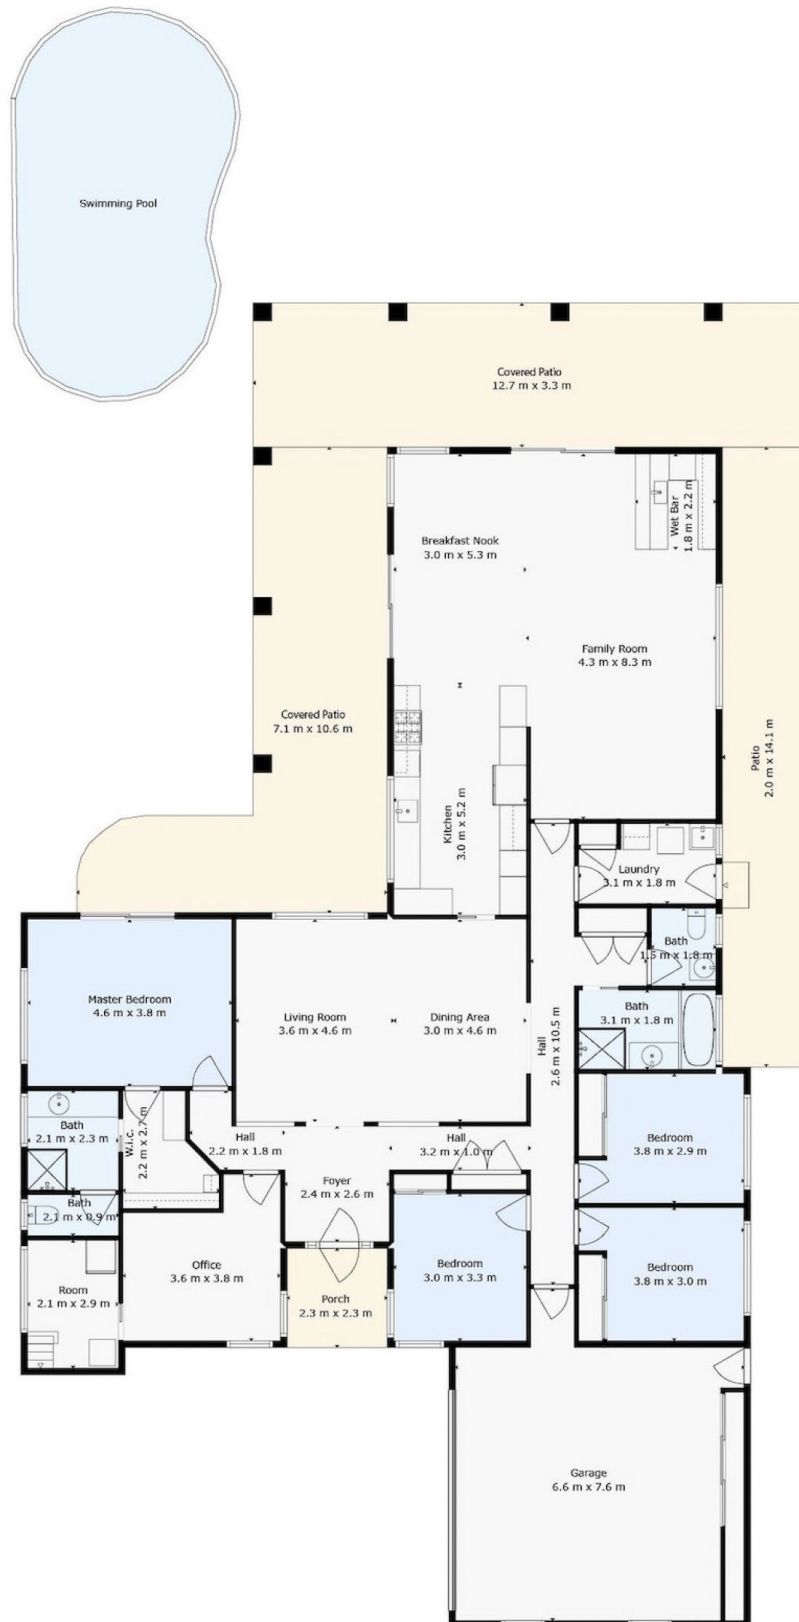 Swimming Pool
Covered Patio
12.7 m x 3.3 m
Wet Bar
1.8 m x 2.2 m
Breakfast Nook
3.0 m x 5.3 m
Family Room
4.3 m x 8.3 m
Covered Patio
7.1 m x 10.6 m
Patio
2.0 m x 14.1 m
Kitchen
3.0 m x 5.2 m
Laundry
3.1 m x 1.8 m
Bath
1.5 m x 1.8 m
Master Bedroom
4.6 m x 3.8 m
Living Room
3.6 m x 4.6 m
Dining Area
3.0 m x 4.6 m
Bath
3.1 m x 1.8 m
Hall
2.6 m x 10.5 m
Bath
2.1 m x 2.3 m
W.I.C.
2.2 m x 2.7 m
Hall
2.2 m x 1.8 m
Hall
3.2 m x 1.0 m
Bedroom
3.8 m x 2.9 m
Foyer
2.4 m x 2.6 m
Bath
2.1 m x 0.9 m
Office
3.6 m x 3.8 m
Bedroom
3.0 m x 3.3 m
Bedroom
3.8 m x 3.0 m
Room
2.1 m x 2.9 m
Porch
2.3 m x 2.3 m
Garage
6.6 m x 7.6 m